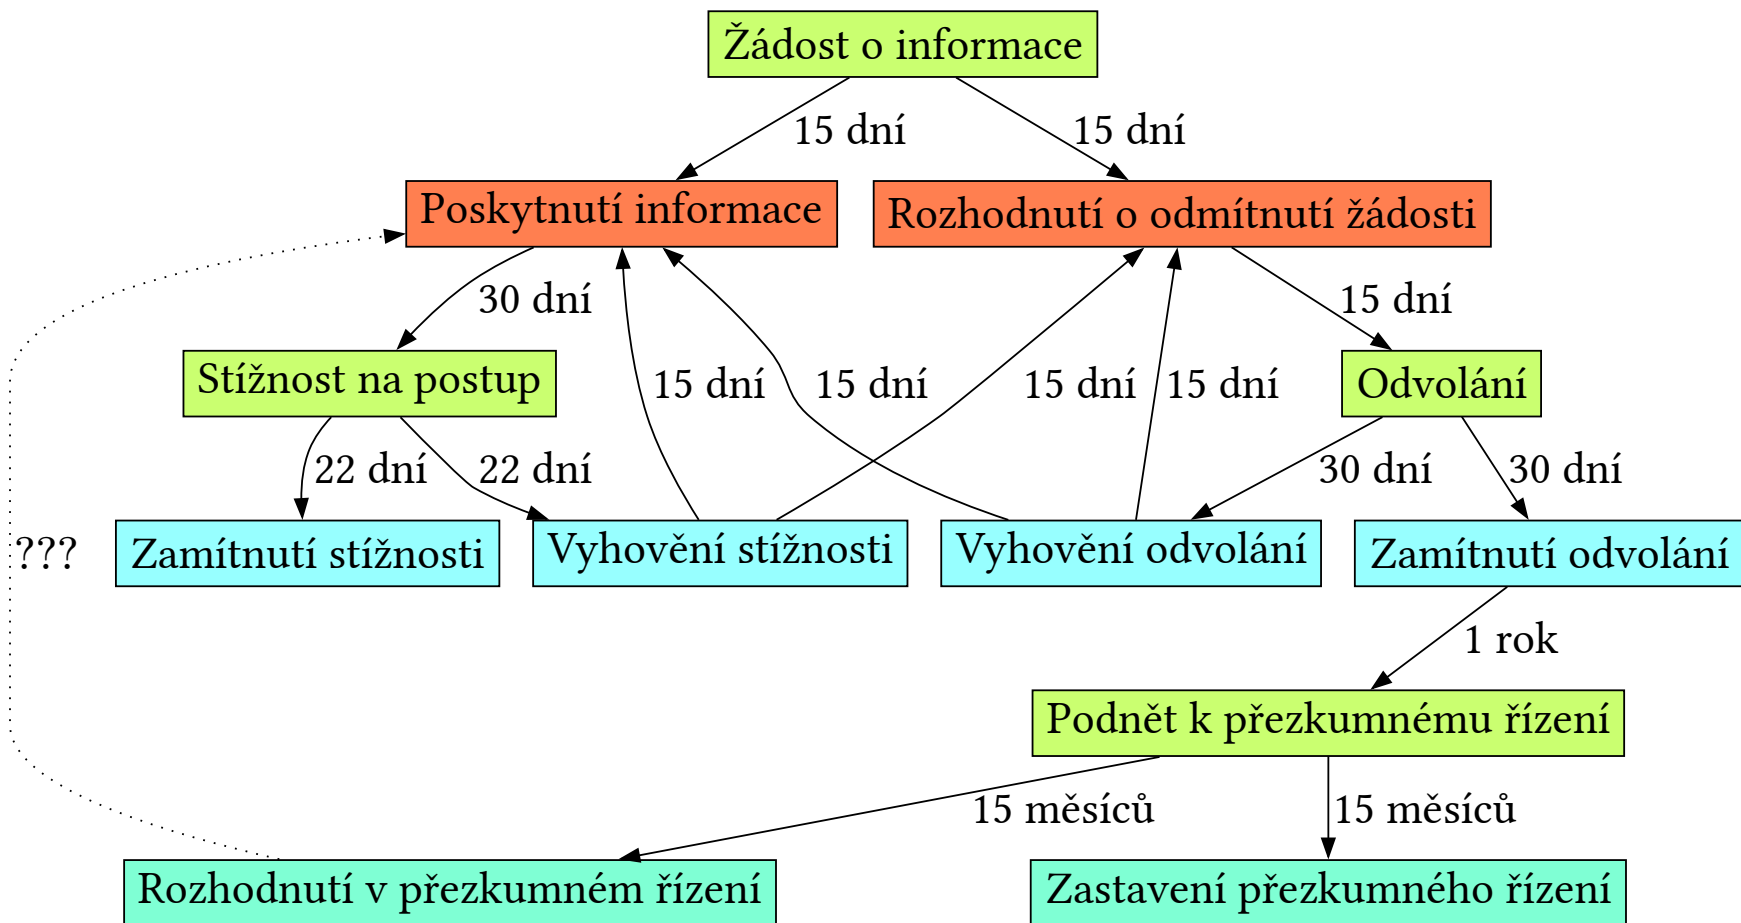 Žádost o informace
15 dní
15 dní
Poskytnutí informace
Rozhodnutí o odmítnutí žádosti
30 dní
15 dní
Stížnost na postup
15 dní
15 dní
15 dní
15 dní
Odvolání
22 dní
22 dní
30 dní
30 dní
???
Zamítnutí stížnosti
Vyhovění stížnosti
Vyhovění odvolání
Zamítnutí odvolání
1 rok
Podnět k přezkumnému řízení
15 měsíců
15 měsíců
Rozhodnutí v přezkumném řízení
Zastavení přezkumného řízení